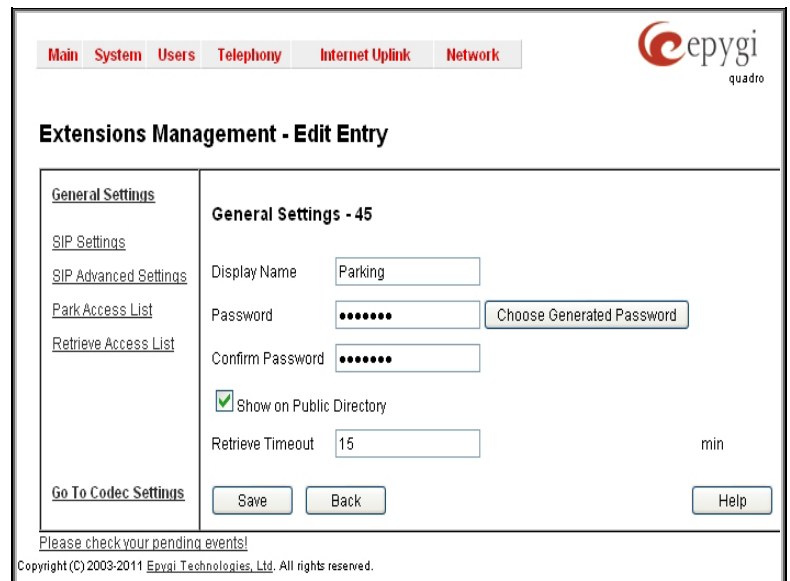 Main System Users Telephony Internet Uplink Network
epygi
quadro
Extensions Management - Edit Entry
General Settings
SIP Settings
SIP Advanced Settings
Park Access List
Retrieve Access List
Go To Codec Settings
General Settings - 45
Display Name Parking
Password ••••••• Choose Generated Password
Confirm Password •••••••
Show on Public Directory
Retrieve Timeout 15 min
Save Back Help
Please check your pending events!
Copyright (C) 2003-2011 Epygi Technologies, Ltd. All rights reserved.